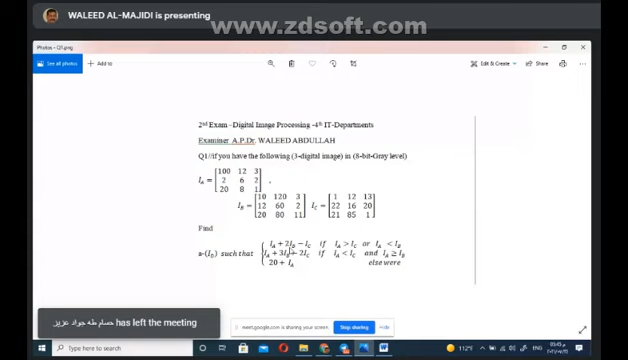 WALEED AL-MAJIDI is presenting
www.zdsoft.com
Photos - Q1.png
See all photos
Add to
Edit & Create
Share
2nd Exam –Digital Image Processing -4th IT-Departments
Examiner A.P.Dr. WALEED ABDULLAH
Q1//if you have the following (3-digital image) in (8-bit-Gray level)
I_A = [100 12 3; 2 6 2; 20 8 1] ,
I_B = [10 120 3; 12 60 2; 20 80 11] I_C = [1 12 13; 22 16 20; 21 85 1]
Find
a-(I_D) such that { I_A + 2I_B − I_C if I_A > I_C or I_A < I_B
I_A + 3I_B + 2I_C if I_A < I_C and I_A ≥ I_B
20 + I_A else were
حسام طه جواد عزيز has left the meeting
meet.google.com is sharing your screen.
Stop sharing
Hide
Type here to search
112°F